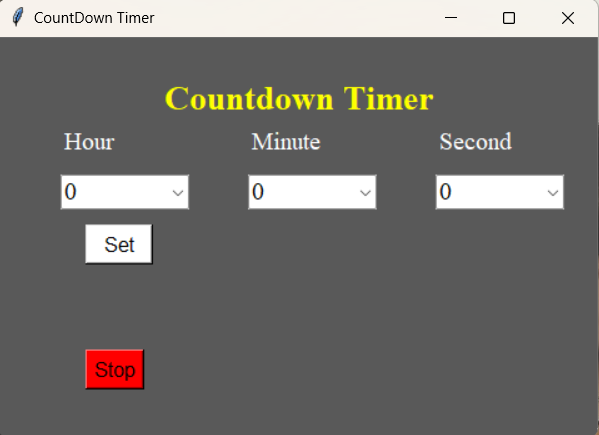 CountDown Timer
Countdown Timer
Hour Minute Second
0 0 0
Set
Stop